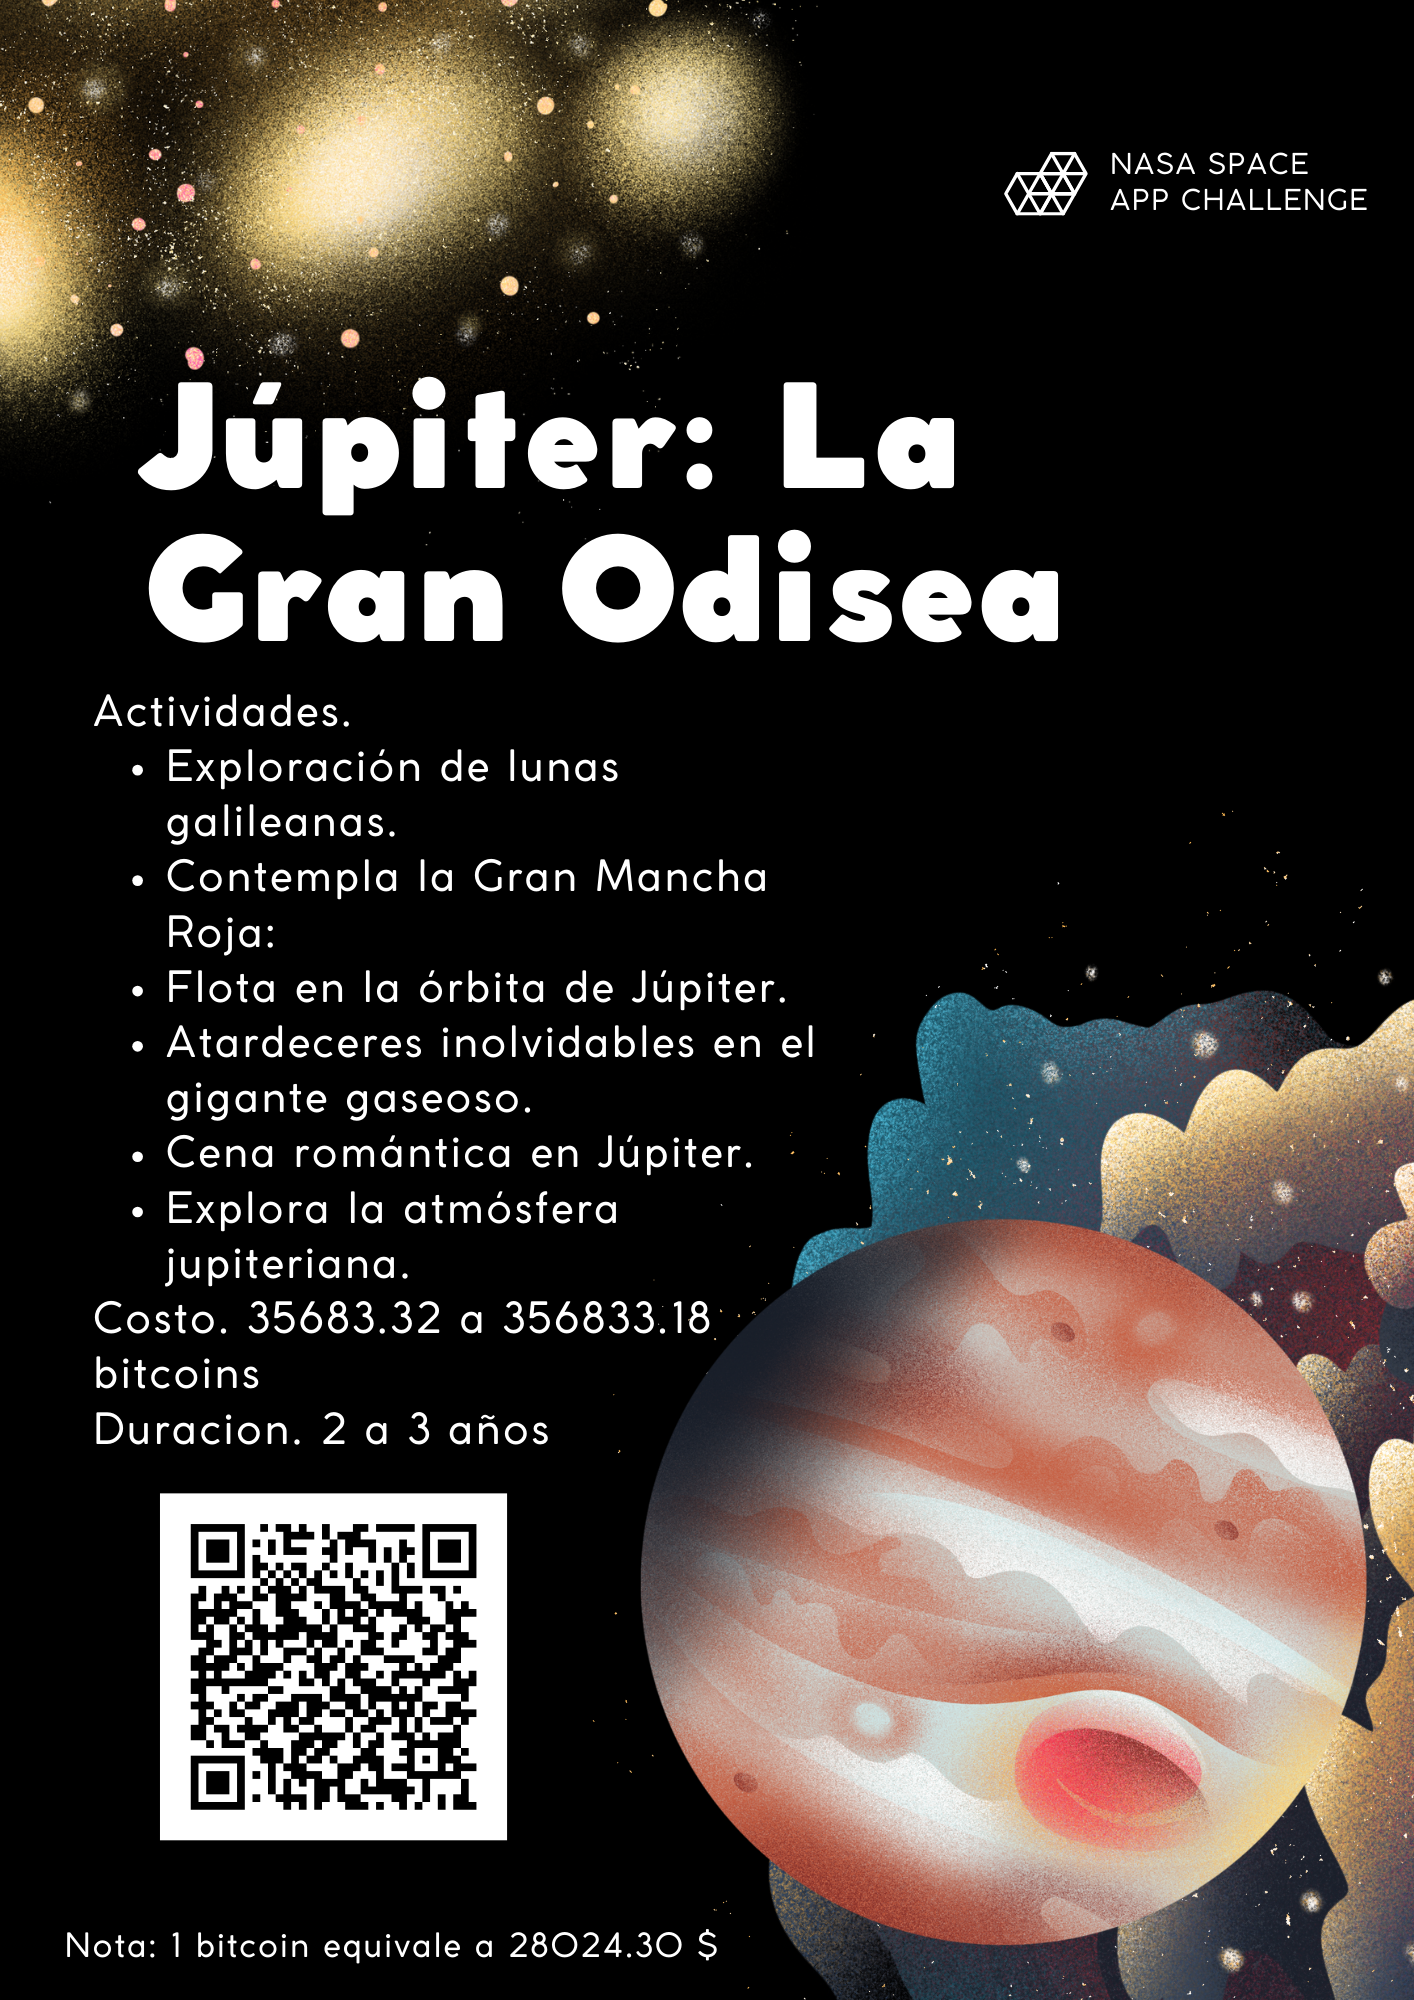 NASA SPACE
APP CHALLENGE
Júpiter: La
Gran Odisea
Actividades.
• Exploración de lunas
galileanas.
• Contempla la Gran Mancha
Roja:
• Flota en la órbita de Júpiter.
• Atardeceres inolvidables en el
gigante gaseoso.
• Cena romántica en Júpiter.
• Explora la atmósfera
jupiteriana.
Costo. 35683.32 a 356833.18
bitcoins
Duracion. 2 a 3 años
Nota: 1 bitcoin equivale a 28024.30 $